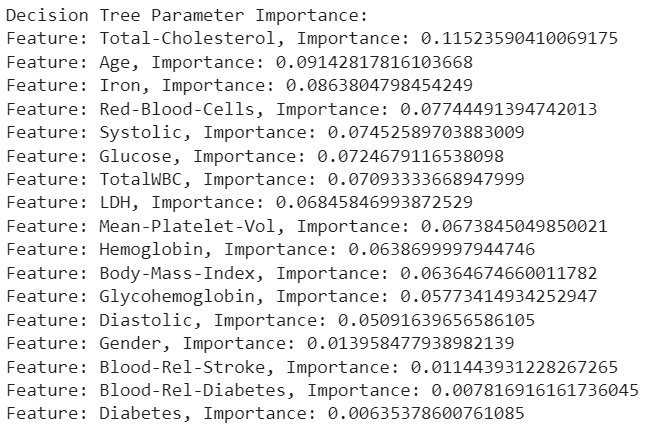 Decision Tree Parameter Importance:
Feature: Total-Cholesterol, Importance: 0.11523590410069175
Feature: Age, Importance: 0.09142817816103668
Feature: Iron, Importance: 0.0863804798454249
Feature: Red-Blood-Cells, Importance: 0.07744491394742013
Feature: Systolic, Importance: 0.07452589703883009
Feature: Glucose, Importance: 0.0724679116538098
Feature: TotalWBC, Importance: 0.07093333668947999
Feature: LDH, Importance: 0.06845846993872529
Feature: Mean-Platelet-Vol, Importance: 0.0673845049850021
Feature: Hemoglobin, Importance: 0.0638699997944746
Feature: Body-Mass-Index, Importance: 0.06364674660011782
Feature: Glycohemoglobin, Importance: 0.05773414934252947
Feature: Diastolic, Importance: 0.05091639656586105
Feature: Gender, Importance: 0.013958477938982139
Feature: Blood-Rel-Stroke, Importance: 0.011443931228267265
Feature: Blood-Rel-Diabetes, Importance: 0.007816916161736045
Feature: Diabetes, Importance: 0.00635378600761085